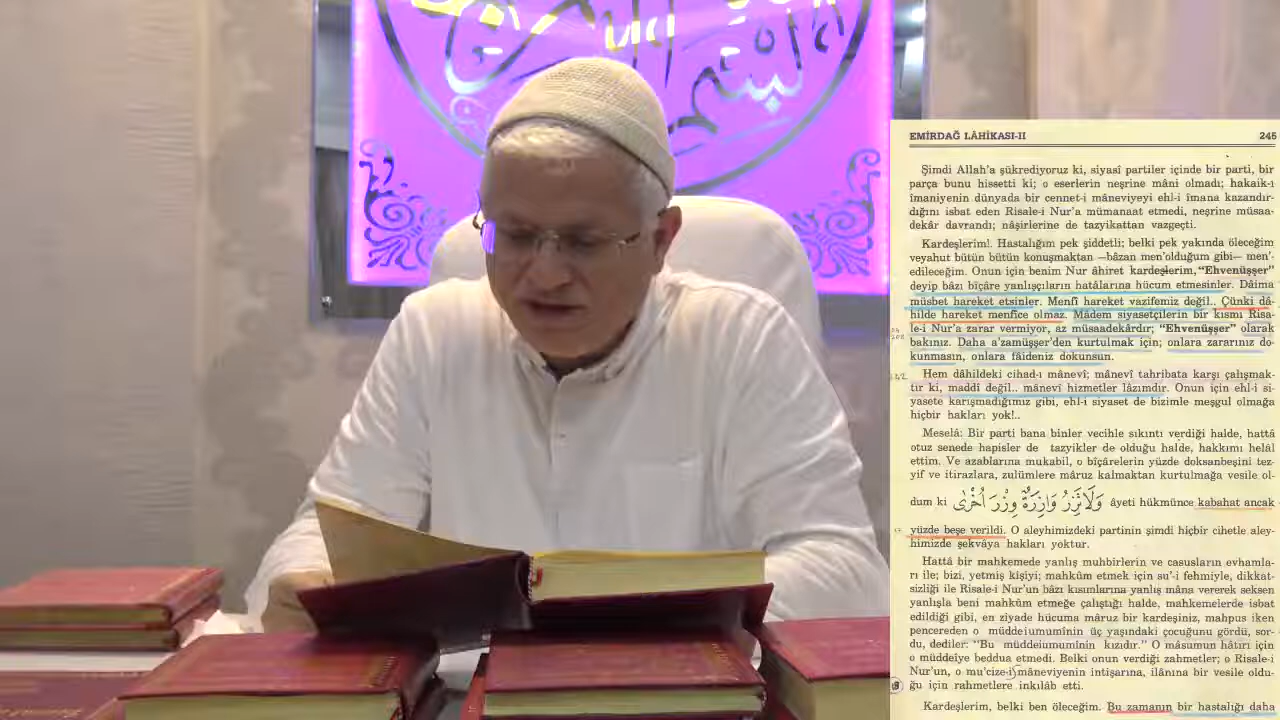 EMİRDAĞ LÂHİKASI-II 245
Şimdi Allah'a şükrediyoruz ki, siyasî partiler içinde bir parti, bir
parça bunu hissetti ki; o eserlerin neşrine mâni olmadı; hakaik-ı
îmaniyenin dünyada bir cennet-i mâneviyeyi ehl-i îmana kazandır-
dığını isbat eden Risale-i Nur'a mümanaat etmedi, neşrine müsaa-
dekâr davrandı; nâşirlerine de tazyikattan vazgeçti.
Kardeşlerim!. Hastalığım pek şiddetli; belki pek yakında öleceğim
veyahut bütün bütün konuşmaktan —bâzan men'olduğum gibi— men'-
edileceğim. Onun için benim Nur âhiret kardeşlerim, "Ehvenüşşer"
deyip bâzı bîçâre yanlışçıların hatâlarına hücum etmesinler. Dâima
müsbet hareket etsinler. Menfî hareket vazifemiz değil.. Çünki dâ-
hilde hareket menfîce olmaz. Mâdem siyasetçilerin bir kısmı Risa-
le-i Nur'a zarar vermiyor, az müsaadekârdır; "Ehvenüşşer" olarak
bakınız. Daha a'zamüşşer'den kurtulmak için; onlara zararınız do-
kunmasın, onlara fâideniz dokunsun.
Hem dâhildeki cihad-ı mânevî; mânevî tahribata karşı çalışmak-
tır ki, maddî değil.. mânevî hizmetler lâzımdır. Onun için ehl-i si-
yasete karışmadığımız gibi, ehl-i siyaset de bizimle meşgul olmağa
hiçbir hakları yok!..
Meselâ: Bir parti bana binler vecihle sıkıntı verdiği halde, hattâ
otuz senede hapisler de tazyikler de olduğu halde, hakkımı helâl
ettim. Ve azablarına mukabil, o bîçârelerin yüzde doksanbeşini tez-
yif ve itirazlara, zulümlere mâruz kalmaktan kurtulmağa vesile ol-
dum ki وَلَا تَزِرُ وَازِرَةٌ وِزْرَ اُخْرٰى âyeti hükmünce kabahat ancak
yüzde beşe verildi. O aleyhimizdeki partinin şimdi hiçbir cihetle aley-
himizde şekvâya hakları yoktur.
Hattâ bir mahkemede yanlış muhbirlerin ve casusların evhamla-
rı ile; bizi, yetmiş kişiyi; mahkûm etmek için su'-i fehmiyle, dikkat-
sizliği ile Risale-i Nur'un bâzı kısımlarına yanlış mâna vererek seksen
yanlışla beni mahkûm etmeğe çalıştığı halde, mahkemelerde isbat
edildiği gibi, en ziyade hücuma mâruz bir kardeşiniz, mahpus iken
pencereden o müddeiumumînin üç yaşındaki çocuğunu gördü, sor-
du, dediler: "Bu müddeiumumînin kızıdır." O mâsumun hâtırı için
o müddeîye beddua etmedi. Belki onun verdiği zahmetler; o Risale-i
Nur'un, o mu'cize-i mâneviyenin intişarına, ilânına bir vesile oldu-
ğu için rahmetlere inkılâb etti.
Kardeşlerim, belki ben öleceğim. Bu zamanın bir hastalığı daha